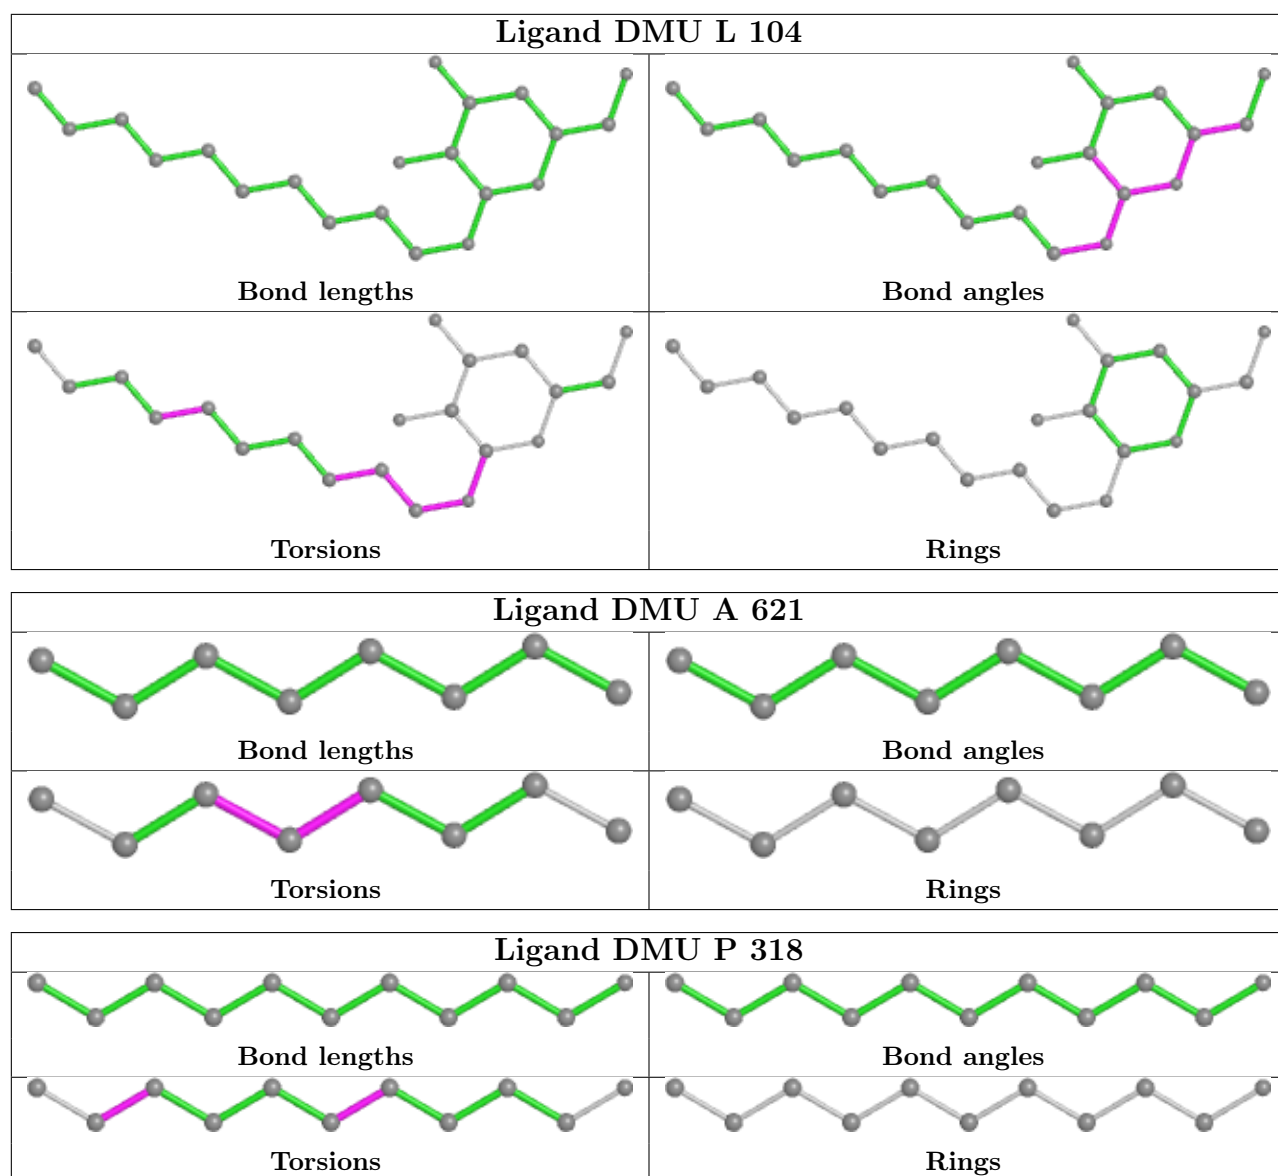 Ligand DMU L 104
Bond lengths
Bond angles
Torsions
Rings
Ligand DMU A 621
Bond lengths
Bond angles
Torsions
Rings
Ligand DMU P 318
Bond lengths
Bond angles
Torsions
Rings